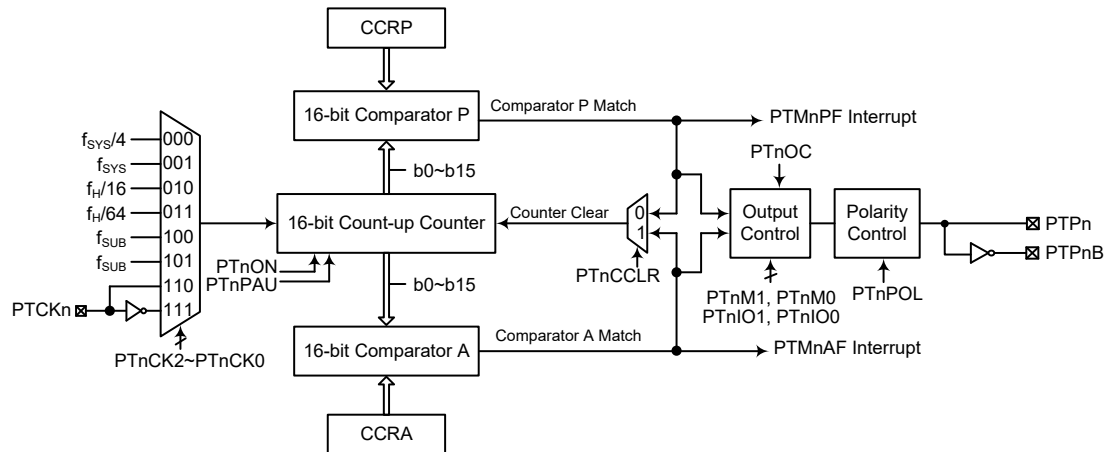 CCRP
16-bit Comparator P
Comparator P Match
PTMnPF Interrupt
fSYS/4
000
fSYS
001
fH/16
010
fH/64
011
fSUB
100
fSUB
101
110
PTCKn
111
PTnCK2~PTnCK0
b0~b15
16-bit Count-up Counter
Counter Clear
0
1
PTnCCLR
PTnON
PTnPAU
b0~b15
PTnOC
Output
Control
Polarity
Control
PTPn
PTPnB
PTnM1, PTnM0
PTnIO1, PTnIO0
PTnPOL
16-bit Comparator A
Comparator A Match
PTMnAF Interrupt
CCRA